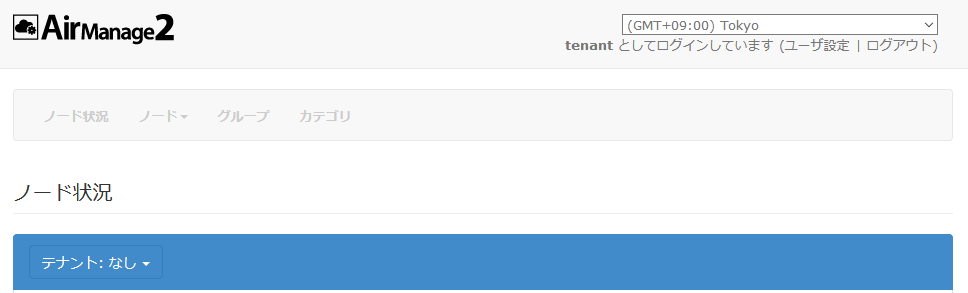 AirManage2
(GMT+09:00) Tokyo
tenant としてログインしています (ユーザ設定 | ログアウト)
ノード状況 ノード グループ カテゴリ
ノード状況
テナント: なし